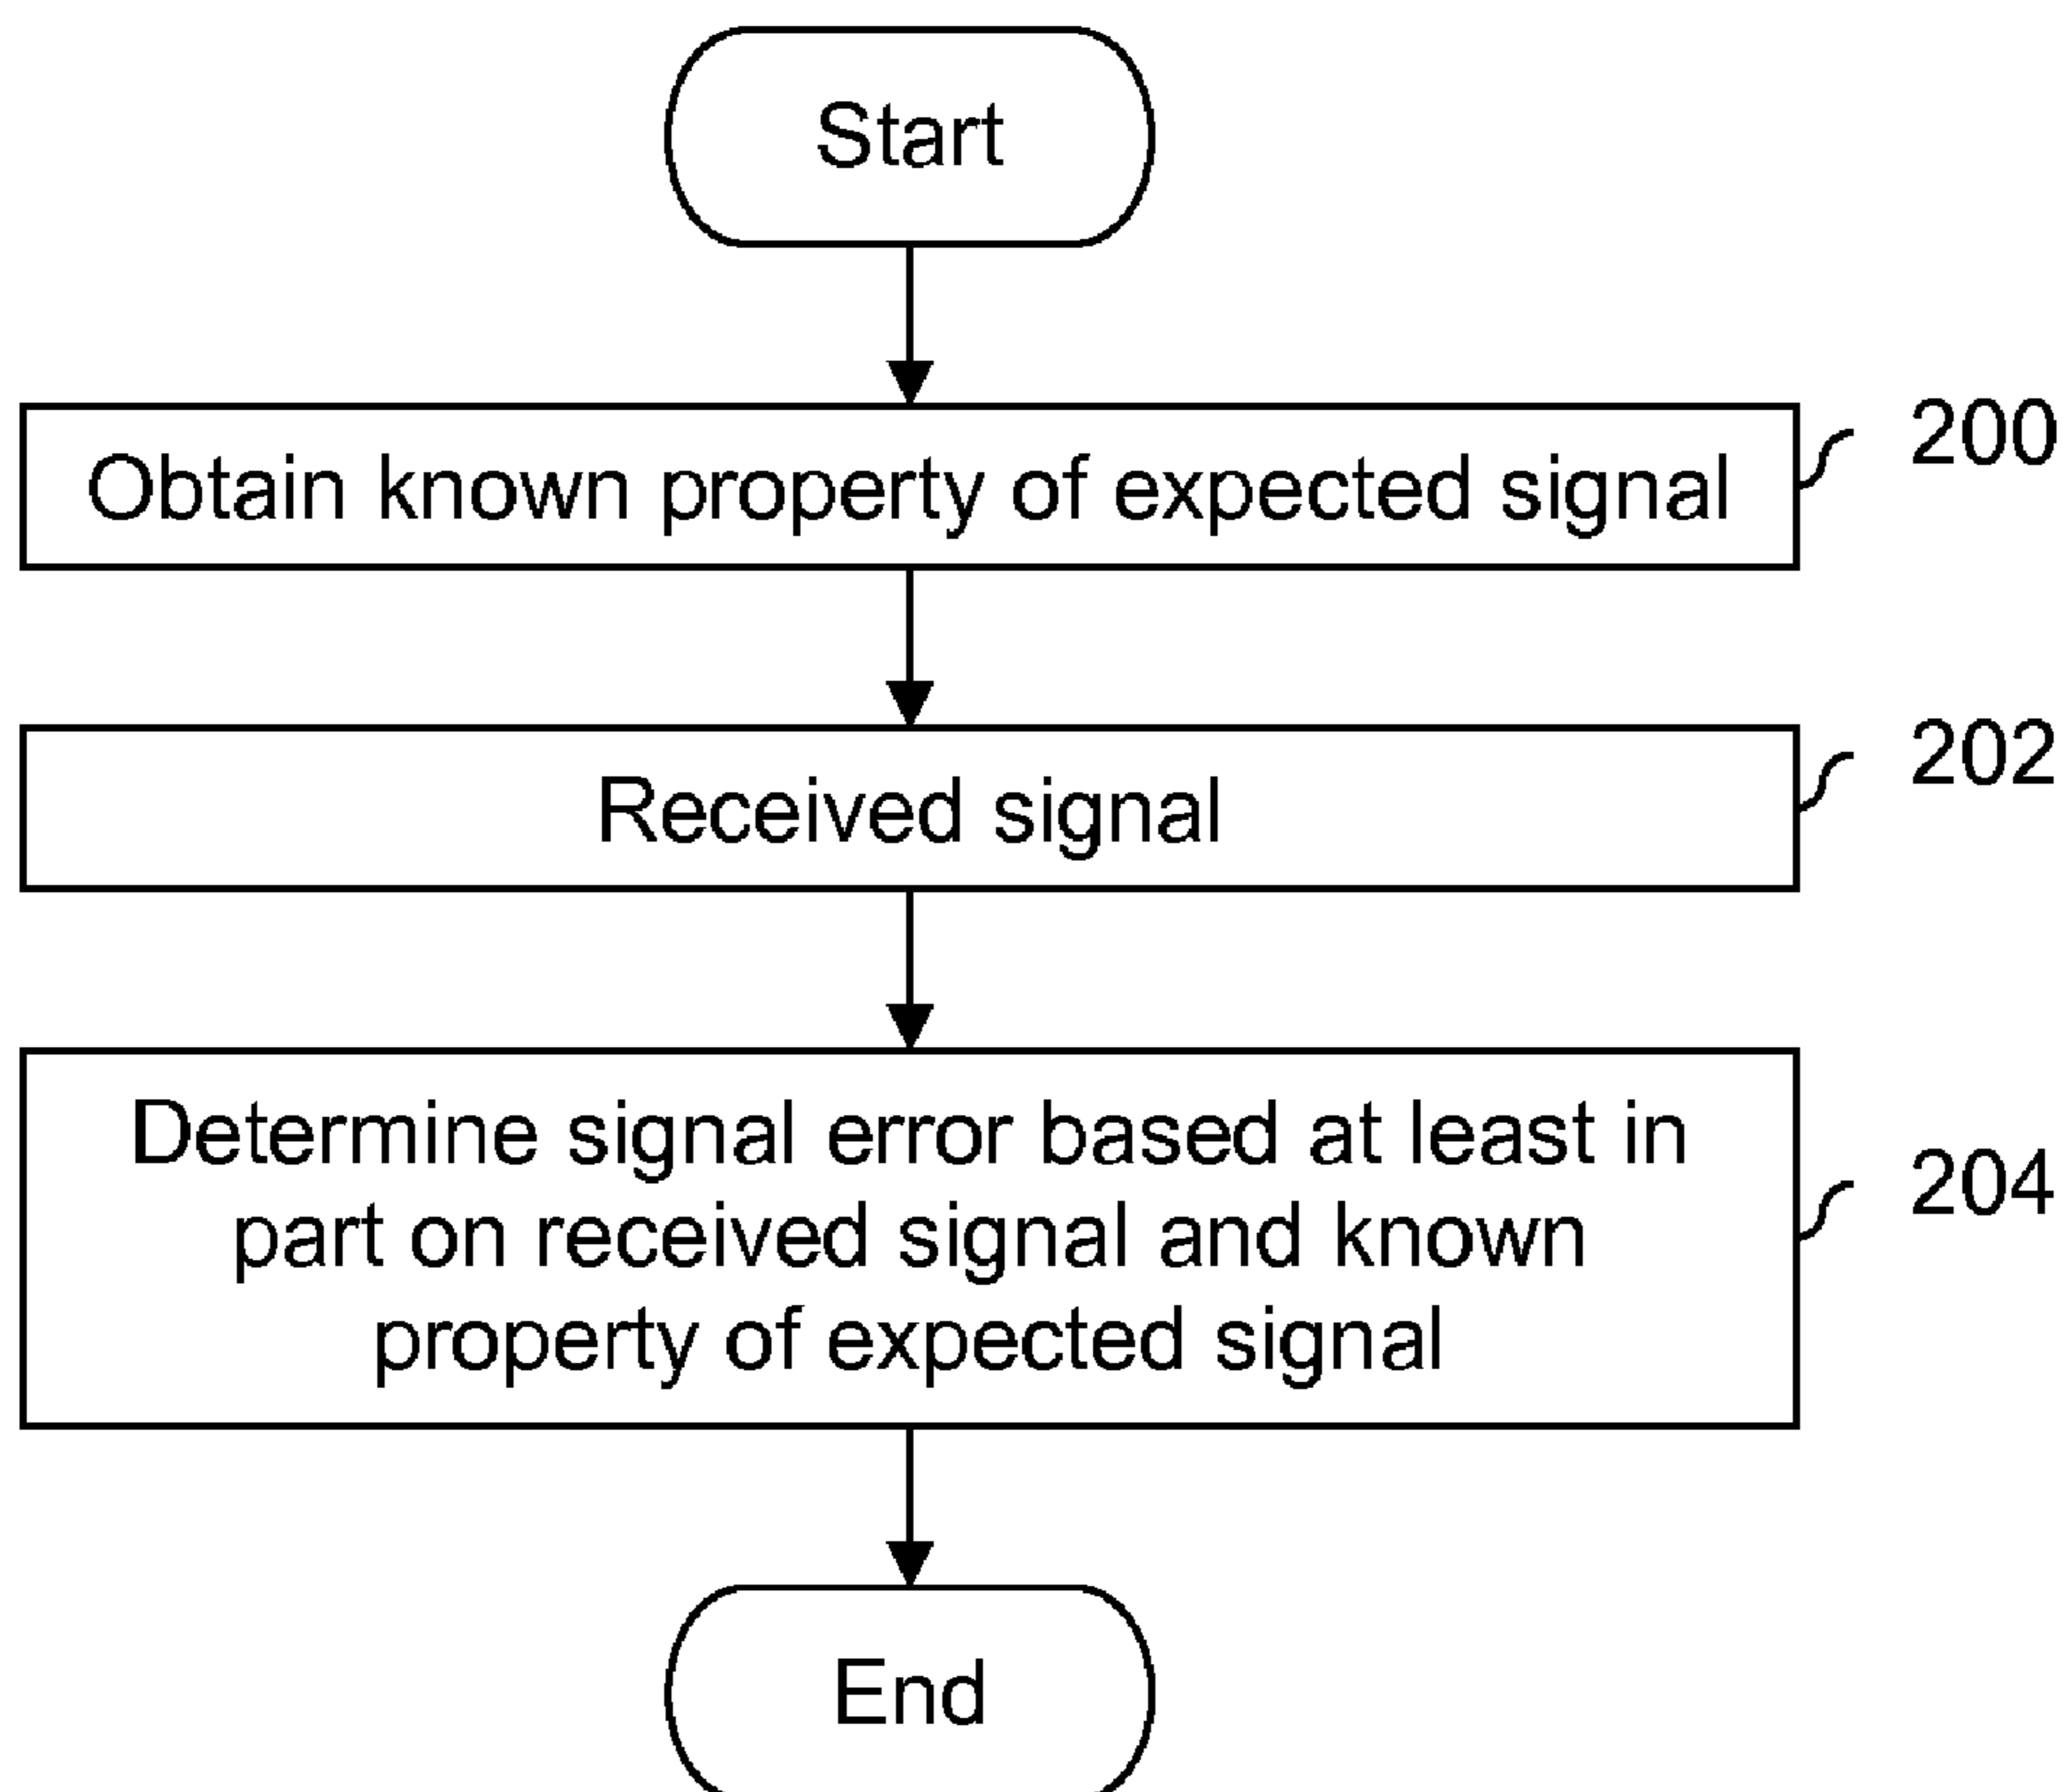 Start
Obtain known property of expected signal
200
Received signal
202
Determine signal error based at least in
part on received signal and known
property of expected signal
204
End